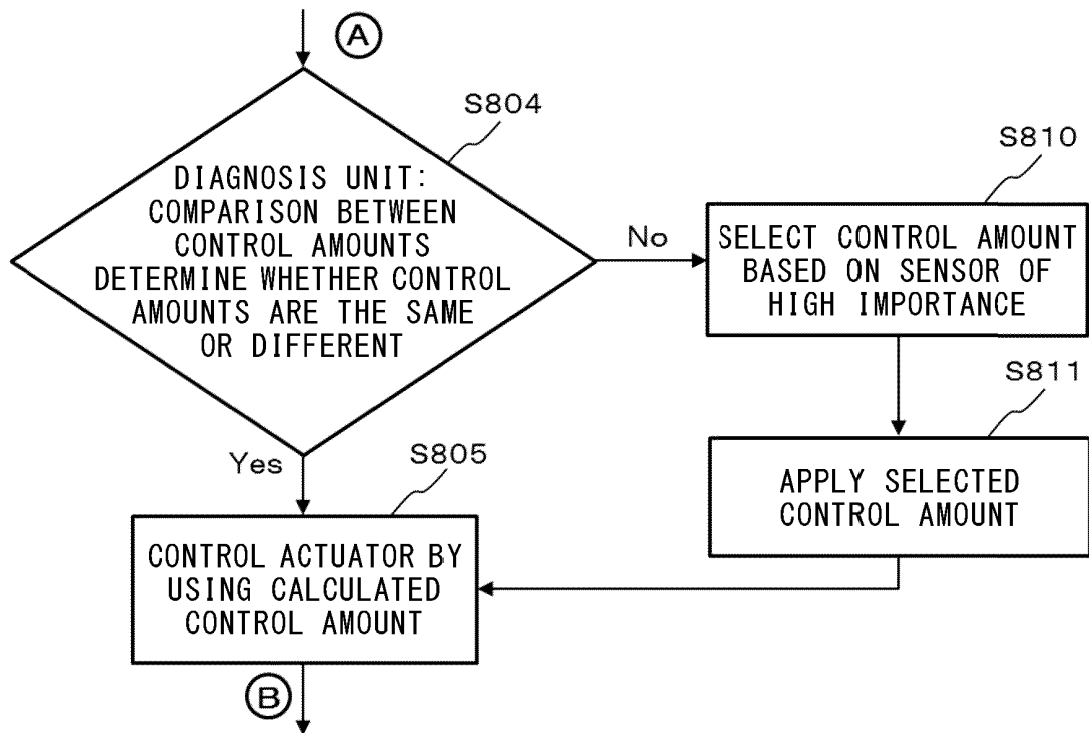 A
S804
DIAGNOSIS UNIT:
COMPARISON BETWEEN
CONTROL AMOUNTS
DETERMINE WHETHER CONTROL
AMOUNTS ARE THE SAME
OR DIFFERENT
No
S810
SELECT CONTROL AMOUNT
BASED ON SENSOR OF
HIGH IMPORTANCE
S811
APPLY SELECTED
CONTROL AMOUNT
Yes
S805
CONTROL ACTUATOR BY
USING CALCULATED
CONTROL AMOUNT
B